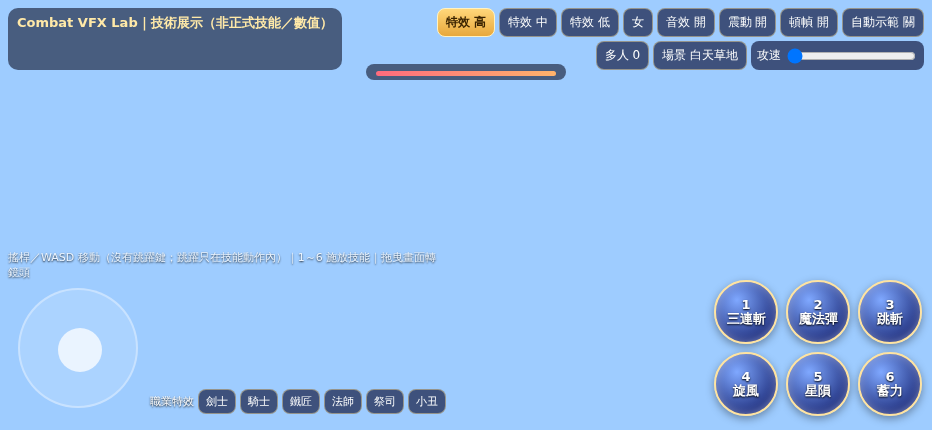 Combat VFX Lab｜技術展示（非正式技能／數值）
特效 高
特效 中
特效 低
女
音效 開
震動 開
頓幀 開
自動示範 關
多人 0
場景 白天草地
攻速
搖桿／WASD 移動（沒有跳躍鍵；跳躍只在技能動作內）｜1～6 施放技能｜拖曳畫面轉
鏡頭
1
三連斬
2
魔法彈
3
跳斬
4
旋風
5
星隕
6
蓄力
職業特效
劍士
騎士
鐵匠
法師
祭司
小丑